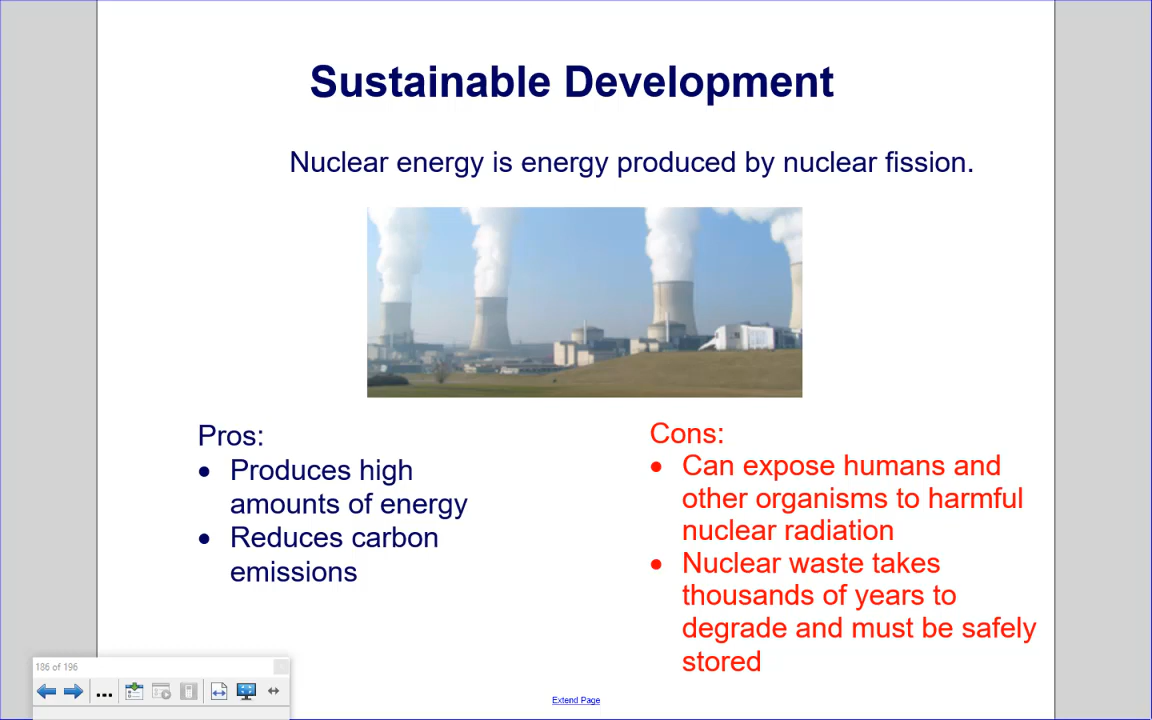 Sustainable Development
Nuclear energy is energy produced by nuclear fission.
Pros:
• Produces high
amounts of energy
• Reduces carbon
emissions
Cons:
• Can expose humans and
other organisms to harmful
nuclear radiation
• Nuclear waste takes
thousands of years to
degrade and must be safely
stored
186 of 196
Extend Page